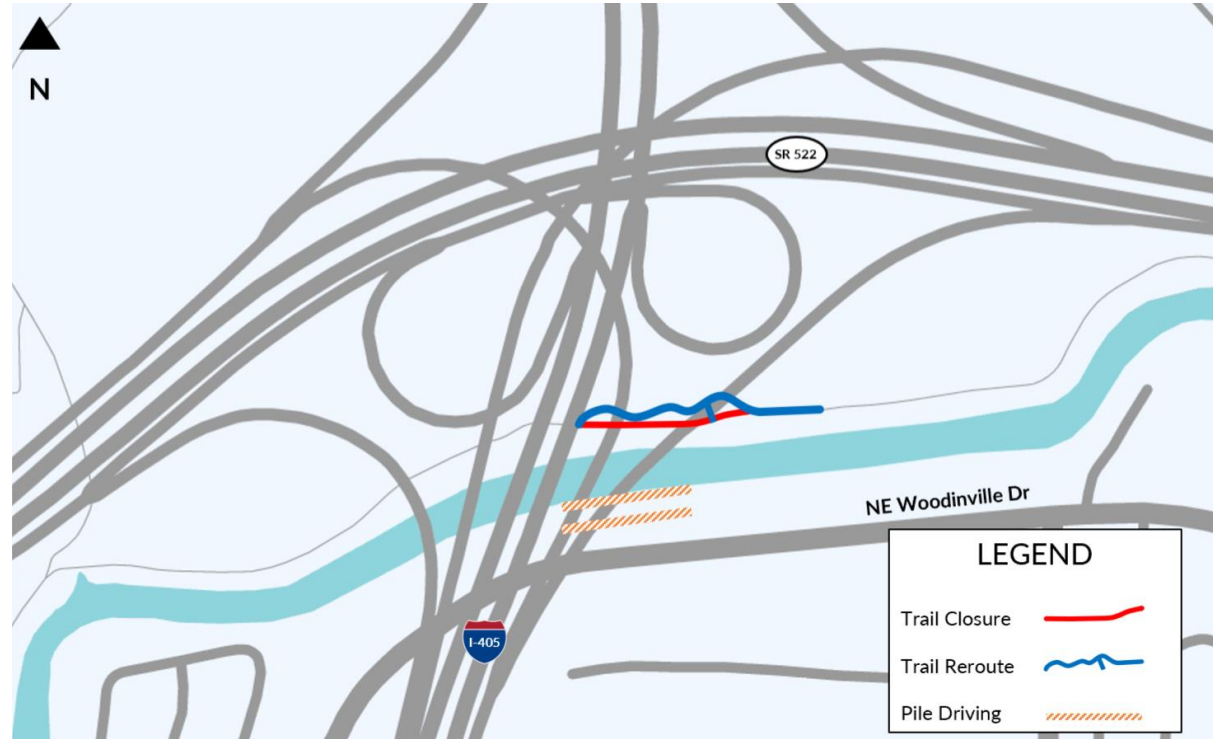 N
SR 522
NE Woodinville Dr
I-405
LEGEND
Trail Closure
Trail Reroute
Pile Driving